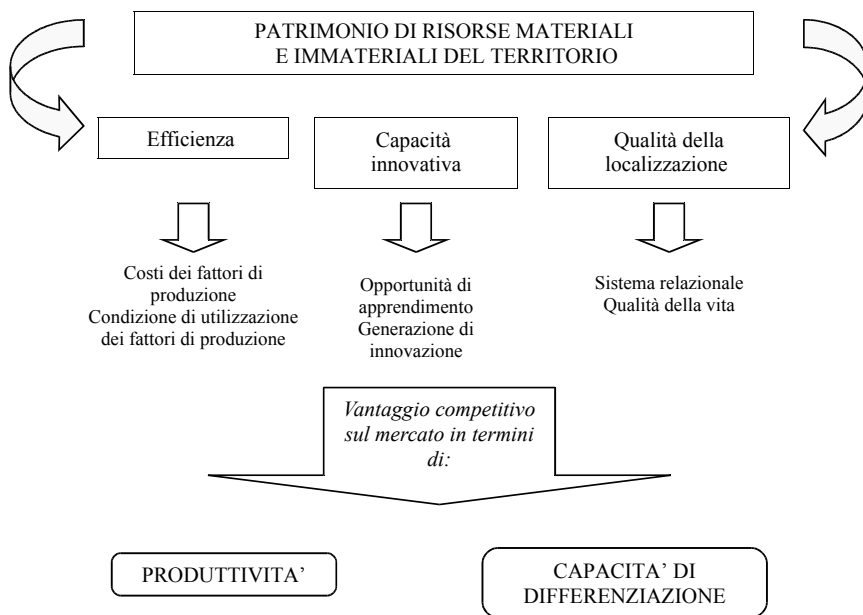 PATRIMONIO DI RISORSE MATERIALI
E IMMATERIALI DEL TERRITORIO
Efficienza
Capacità
innovativa
Qualità della
localizzazione
Costi dei fattori di
produzione
Condizione di utilizzazione
dei fattori di produzione
Opportunità di
apprendimento
Generazione di
innovazione
Sistema relazionale
Qualità della vita
Vantaggio competitivo
sul mercato in termini
di:
PRODUTTIVITA’
CAPACITA’ DI
DIFFERENZIAZIONE